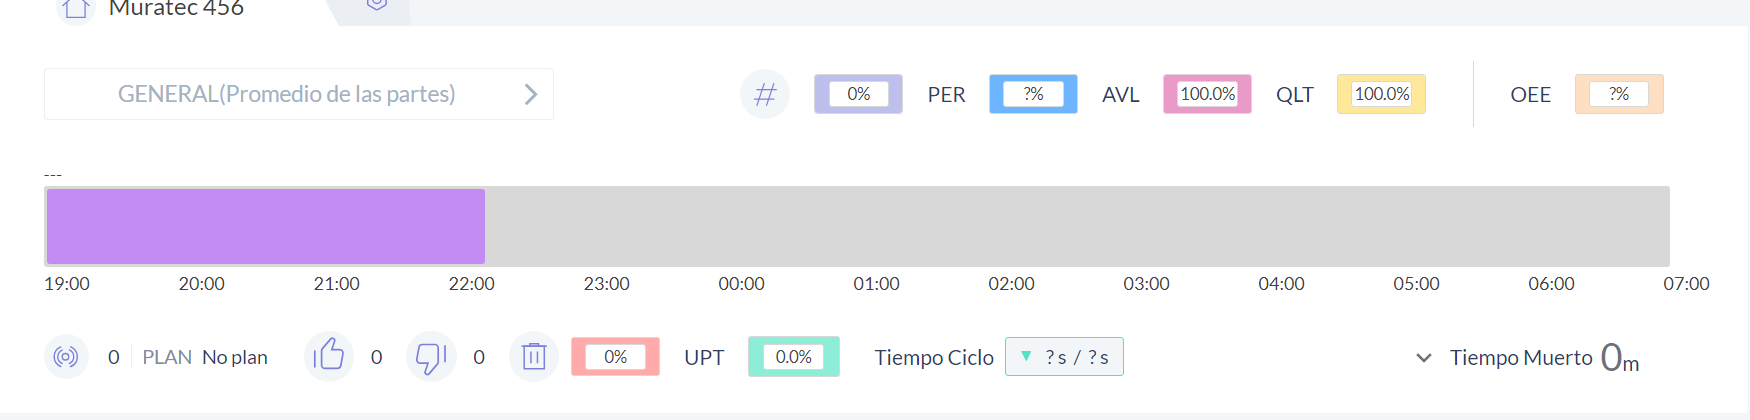 Muratec 456
GENERAL(Promedio de las partes)
# 0% PER ?% AVL 100.0% QLT 100.0% OEE ?%
---
19:00 20:00 21:00 22:00 23:00 00:00 01:00 02:00 03:00 04:00 05:00 06:00 07:00
0 PLAN No plan 0 0 0% UPT 0.0% Tiempo Ciclo ▼ ?s / ?s Tiempo Muerto 0m